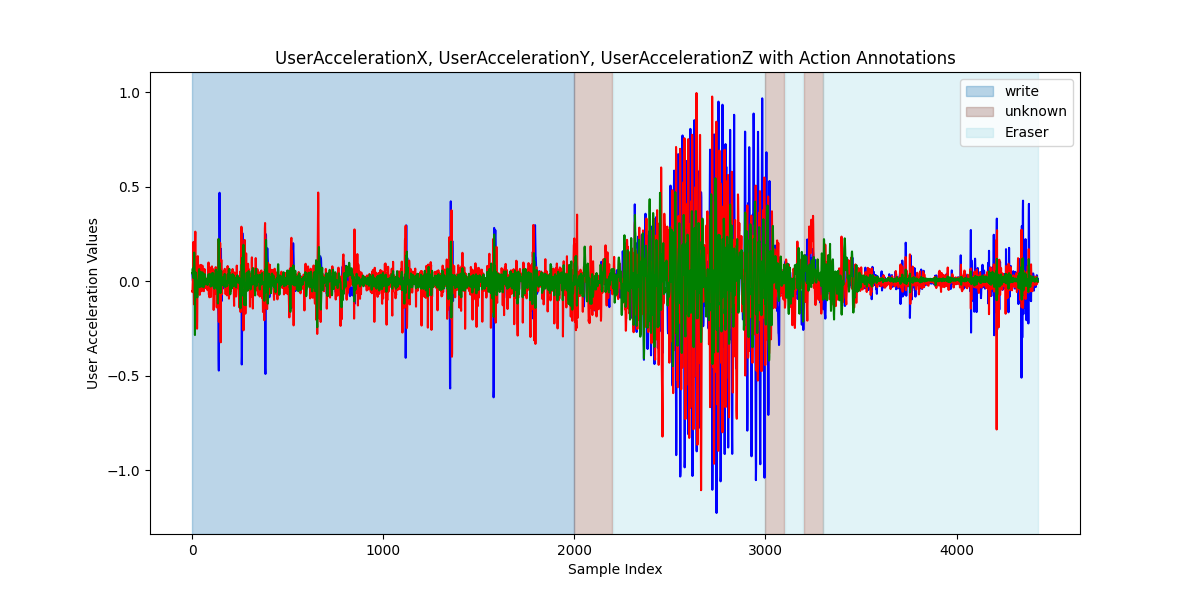 UserAccelerationX, UserAccelerationY, UserAccelerationZ with Action Annotations
write
unknown
Eraser
User Acceleration Values
1.0
0.5
0.0
−0.5
−1.0
0 1000 2000 3000 4000
Sample Index